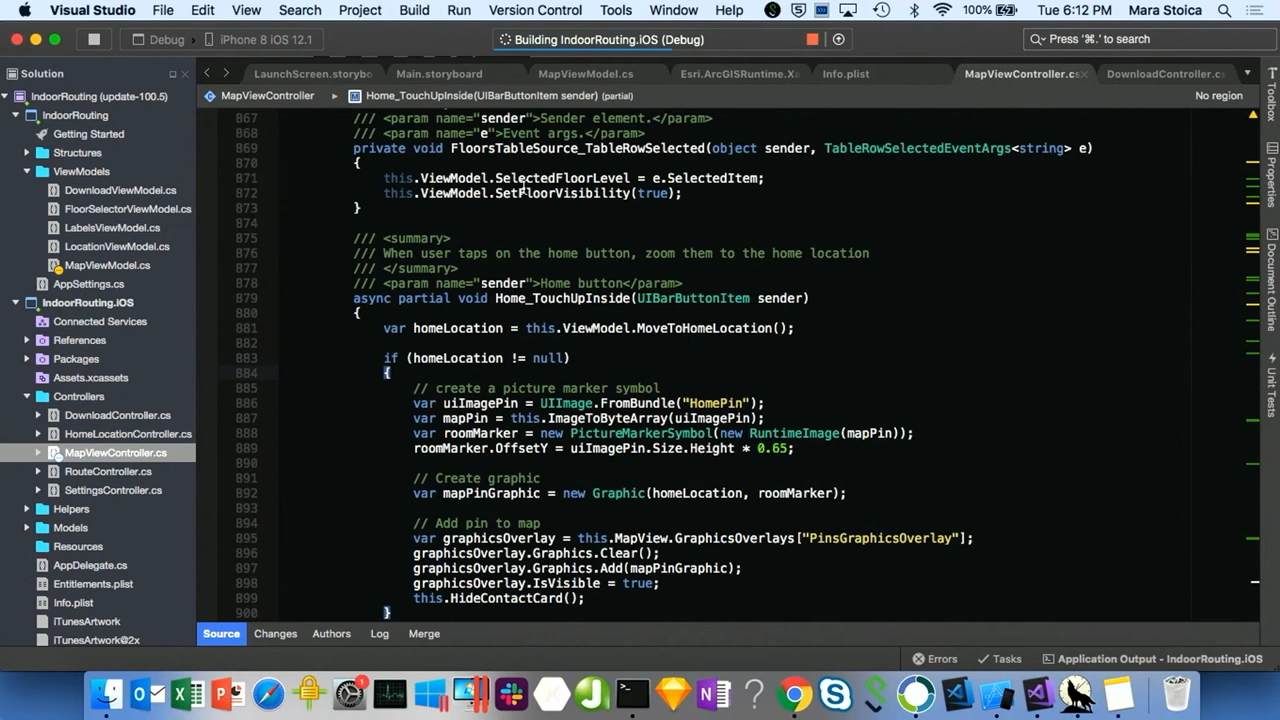 Visual Studio File Edit View Search Project Build Run Version Control Tools Window Help 100% Tue 6:12 PM Mara Stoica
Debug iPhone 8 iOS 12.1 Building IndoorRouting.iOS (Debug) Press '⌘.' to search
Solution
LaunchScreen.storybo Main.storyboard MapViewModel.cs Esri.ArcGISRuntime.Xa Info.plist MapViewController.cs DownloadController.cs
MapViewController Home_TouchUpInside(UIBarButtonItem sender) (partial) No region
IndoorRouting (update-100.5)
IndoorRouting
Getting Started
Structures
ViewModels
DownloadViewModel.cs
FloorSelectorViewModel.cs
LabelsViewModel.cs
LocationViewModel.cs
MapViewModel.cs
AppSettings.cs
IndoorRouting.iOS
Connected Services
References
Packages
Assets.xcassets
Controllers
DownloadController.cs
HomeLocationController.cs
MapViewController.cs
RouteController.cs
SettingsController.cs
Helpers
Models
Resources
AppDelegate.cs
Entitlements.plist
Info.plist
iTunesArtwork
iTunesArtwork@2x
867 /// <param name="sender">Sender element.</param>
868 /// <param name="e">Event args.</param>
869 private void FloorsTableSource_TableRowSelected(object sender, TableRowSelectedEventArgs<string> e)
870 {
871 this.ViewModel.SelectedFloorLevel = e.SelectedItem;
872 this.ViewModel.SetFloorVisibility(true);
873 }
874
875 /// <summary>
876 /// When user taps on the home button, zoom them to the home location
877 /// </summary>
878 /// <param name="sender">Home button</param>
879 async partial void Home_TouchUpInside(UIBarButtonItem sender)
880 {
881 var homeLocation = this.ViewModel.MoveToHomeLocation();
882
883 if (homeLocation != null)
884 {
885 // create a picture marker symbol
886 var uiImagePin = UIImage.FromBundle("HomePin");
887 var mapPin = this.ImageToByteArray(uiImagePin);
888 var roomMarker = new PictureMarkerSymbol(new RuntimeImage(mapPin));
889 roomMarker.OffsetY = uiImagePin.Size.Height * 0.65;
890
891 // Create graphic
892 var mapPinGraphic = new Graphic(homeLocation, roomMarker);
893
894 // Add pin to map
895 var graphicsOverlay = this.MapView.GraphicsOverlays["PinsGraphicsOverlay"];
896 graphicsOverlay.Graphics.Clear();
897 graphicsOverlay.Graphics.Add(mapPinGraphic);
898 graphicsOverlay.IsVisible = true;
899 this.HideContactCard();
900 }
Toolbox
Properties
Document Outline
Unit Tests
Source Changes Authors Log Merge
Errors Tasks Application Output - IndoorRouting.iOS